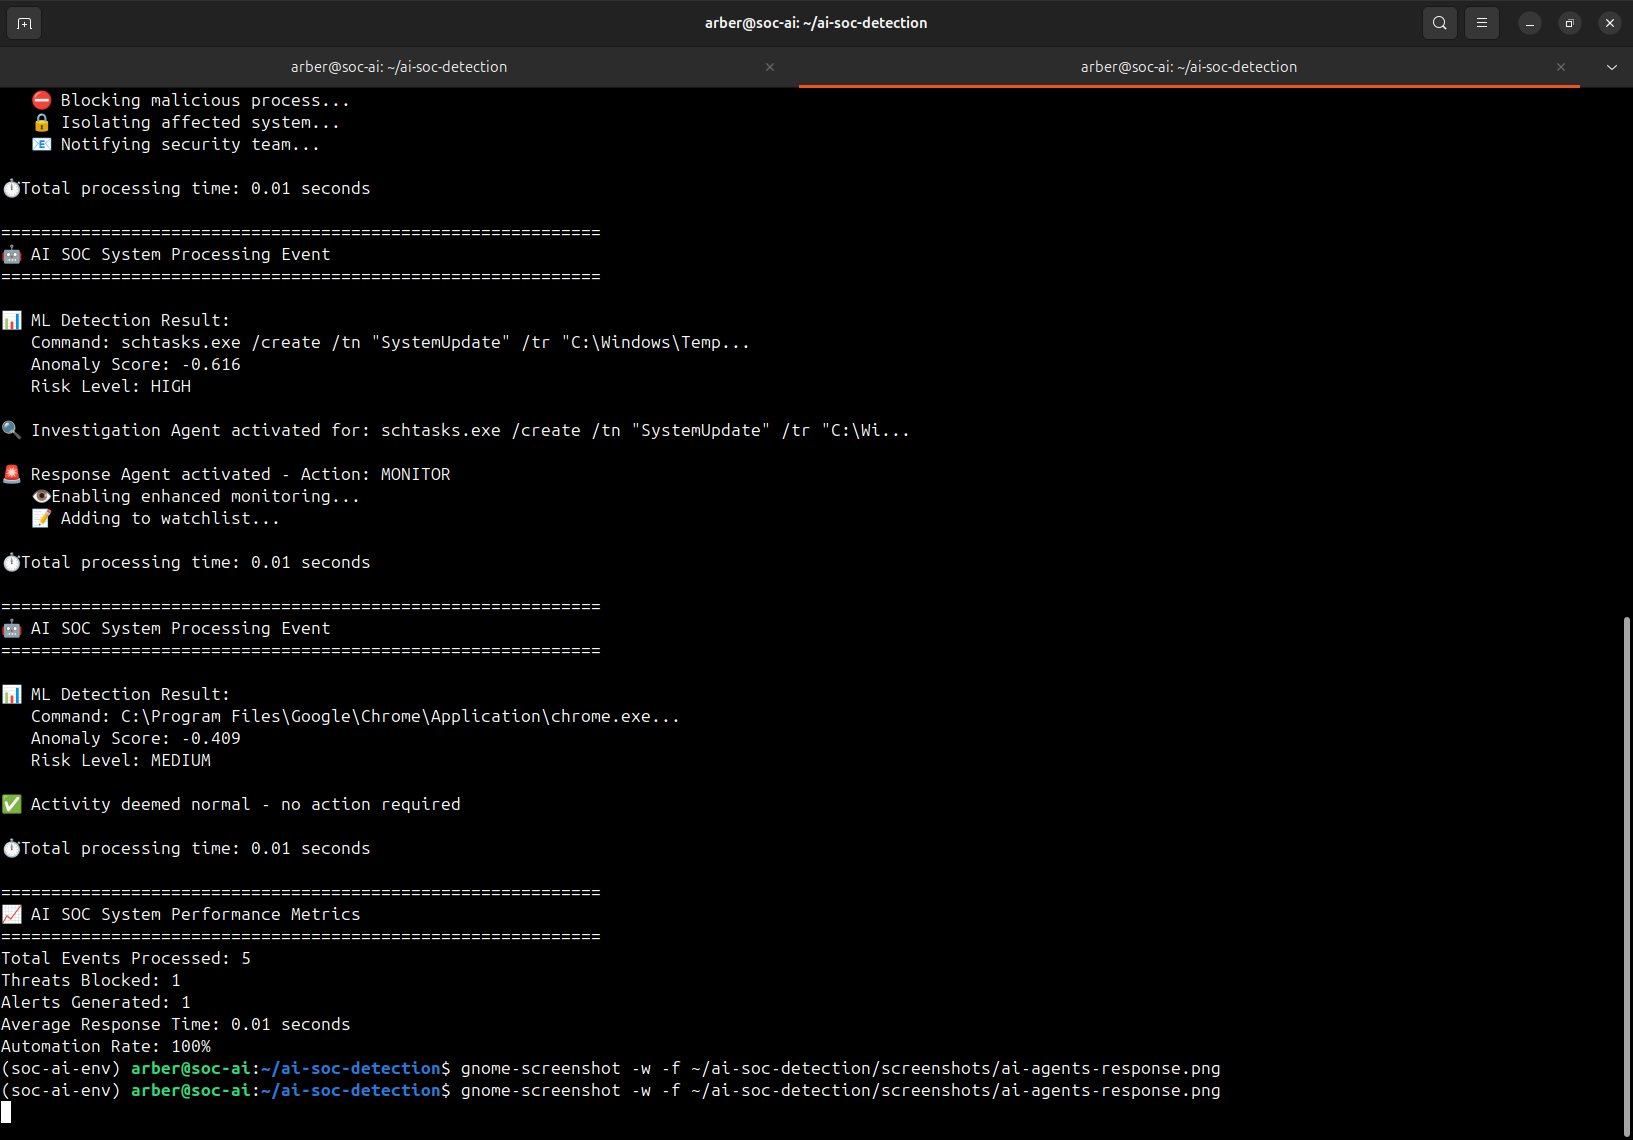 arber@soc-ai: ~/ai-soc-detection
arber@soc-ai: ~/ai-soc-detection
arber@soc-ai: ~/ai-soc-detection
⛔ Blocking malicious process...
🔒 Isolating affected system...
📧 Notifying security team...
⏱️Total processing time: 0.01 seconds
============================================================
🤖 AI SOC System Processing Event
============================================================
📊 ML Detection Result:
Command: schtasks.exe /create /tn "SystemUpdate" /tr "C:\Windows\Temp...
Anomaly Score: -0.616
Risk Level: HIGH
🔍 Investigation Agent activated for: schtasks.exe /create /tn "SystemUpdate" /tr "C:\Wi...
🚨 Response Agent activated - Action: MONITOR
👁️Enabling enhanced monitoring...
📝 Adding to watchlist...
⏱️Total processing time: 0.01 seconds
============================================================
🤖 AI SOC System Processing Event
============================================================
📊 ML Detection Result:
Command: C:\Program Files\Google\Chrome\Application\chrome.exe...
Anomaly Score: -0.409
Risk Level: MEDIUM
✅ Activity deemed normal - no action required
⏱️Total processing time: 0.01 seconds
============================================================
📈 AI SOC System Performance Metrics
============================================================
Total Events Processed: 5
Threats Blocked: 1
Alerts Generated: 1
Average Response Time: 0.01 seconds
Automation Rate: 100%
(soc-ai-env) arber@soc-ai:~/ai-soc-detection$ gnome-screenshot -w -f ~/ai-soc-detection/screenshots/ai-agents-response.png
(soc-ai-env) arber@soc-ai:~/ai-soc-detection$ gnome-screenshot -w -f ~/ai-soc-detection/screenshots/ai-agents-response.png